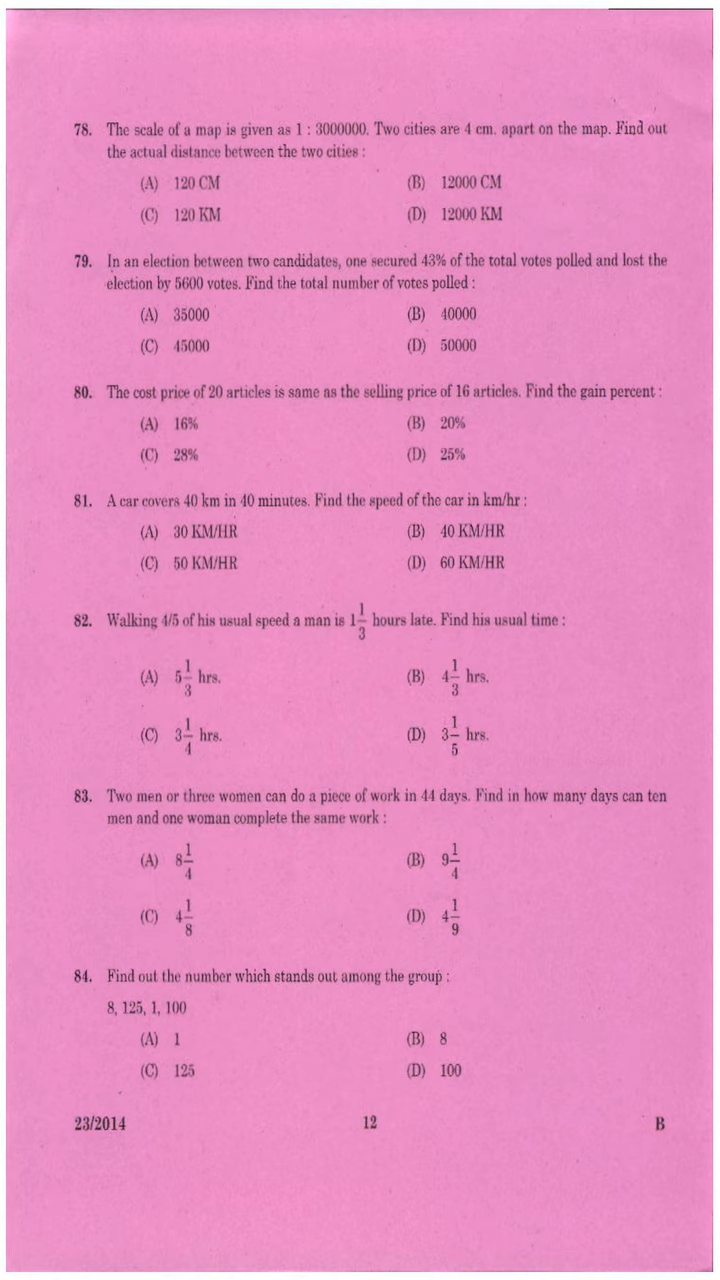 78. The scale of a map is given as 1 : 3000000. Two cities are 4 cm. apart on the map. Find out
the actual distance between the two cities :
(A) 120 CM (B) 12000 CM
(C) 120 KM (D) 12000 KM
79. In an election between two candidates, one secured 43% of the total votes polled and lost the
election by 5600 votes. Find the total number of votes polled :
(A) 35000 (B) 40000
(C) 45000 (D) 50000
80. The cost price of 20 articles is same as the selling price of 16 articles. Find the gain percent :
(A) 16% (B) 20%
(C) 28% (D) 25%
81. A car covers 40 km in 40 minutes. Find the speed of the car in km/hr :
(A) 30 KM/HR (B) 40 KM/HR
(C) 50 KM/HR (D) 60 KM/HR
82. Walking 4/5 of his usual speed a man is 1 1/3 hours late. Find his usual time :
(A) 5 1/3 hrs. (B) 4 1/3 hrs.
(C) 3 1/4 hrs. (D) 3 1/5 hrs.
83. Two men or three women can do a piece of work in 44 days. Find in how many days can ten
men and one woman complete the same work :
(A) 8 1/4 (B) 9 1/4
(C) 4 1/8 (D) 4 1/9
84. Find out the number which stands out among the group :
8, 125, 1, 100
(A) 1 (B) 8
(C) 125 (D) 100
23/2014 12 B